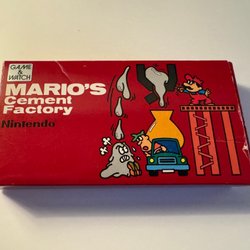 GAME
&
WATCH
MARIO'S
Cement
Factory
Nintendo